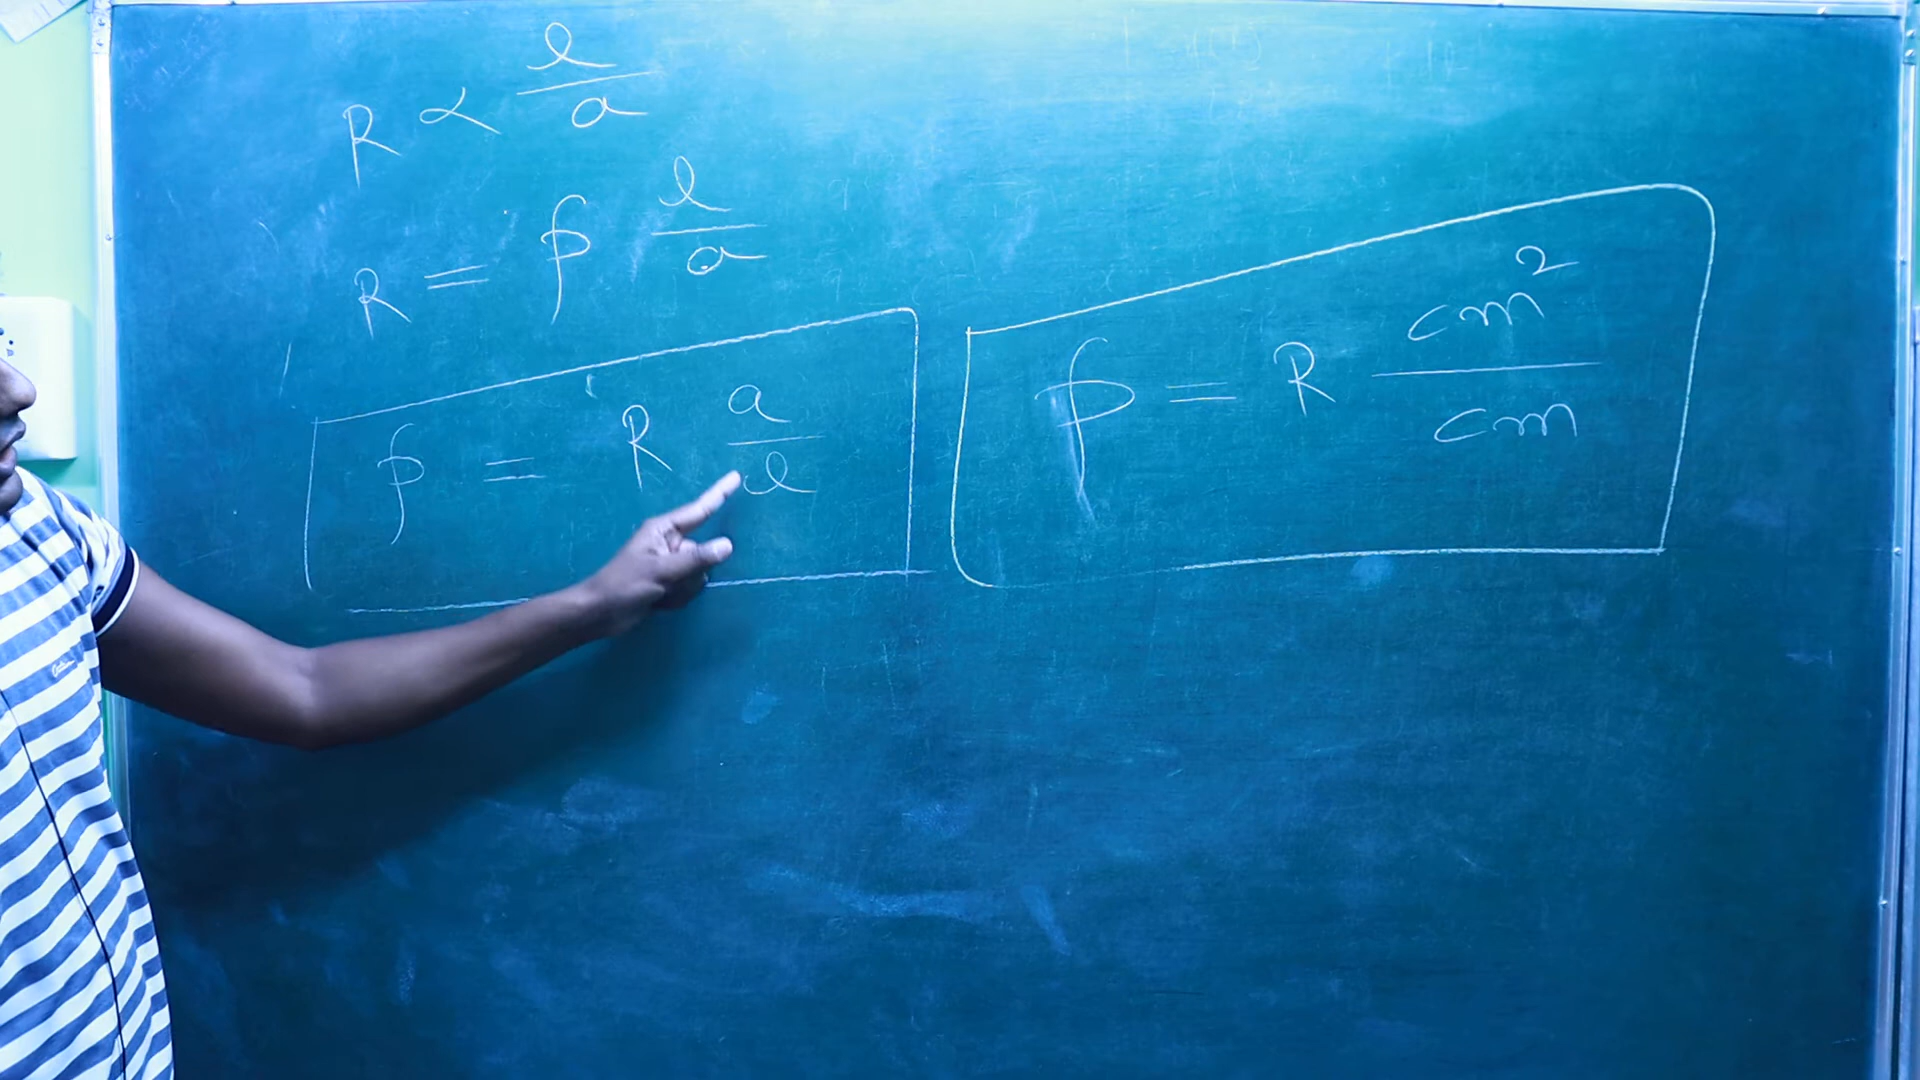 R ∝ l/a
R = ρ l/a
ρ = R a/l
ρ = R cm²/cm